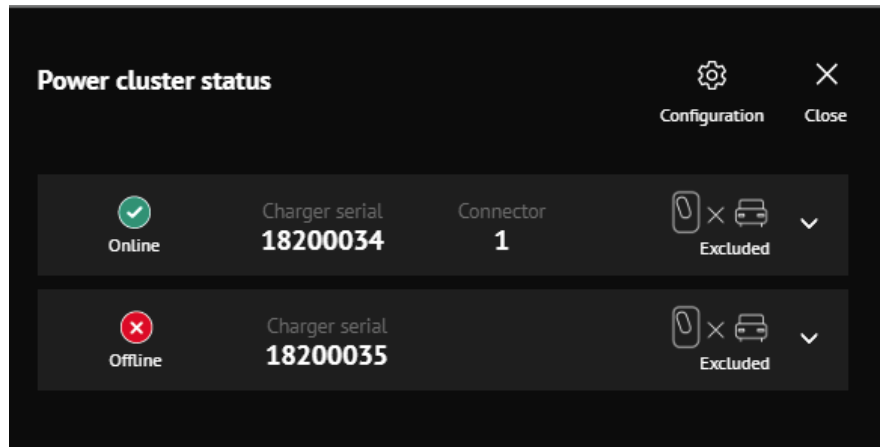 Power cluster status
Configuration
Close
Charger serial
Connector
18200034
1
Online
Excluded
Charger serial
18200035
Offline
Excluded